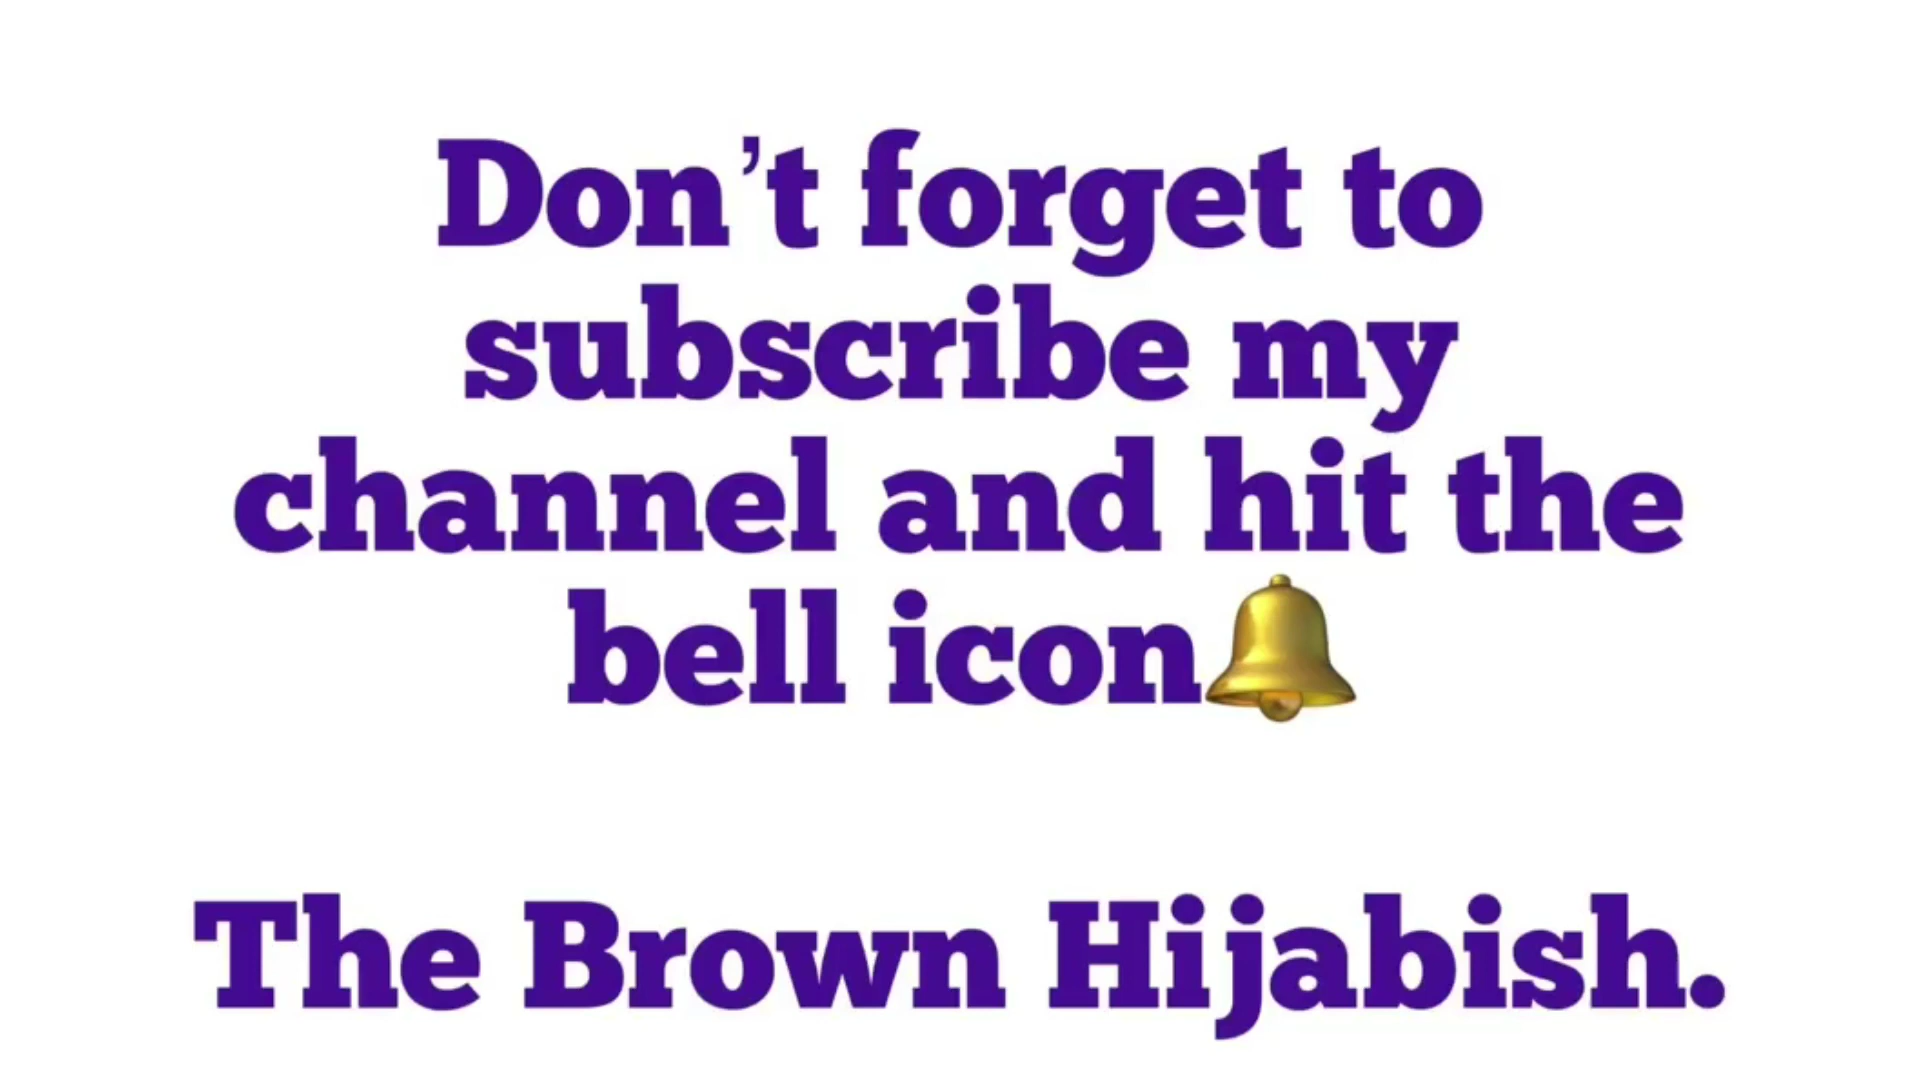 Don’t forget to
subscribe my
channel and hit the
bell icon🔔
The Brown Hijabish.